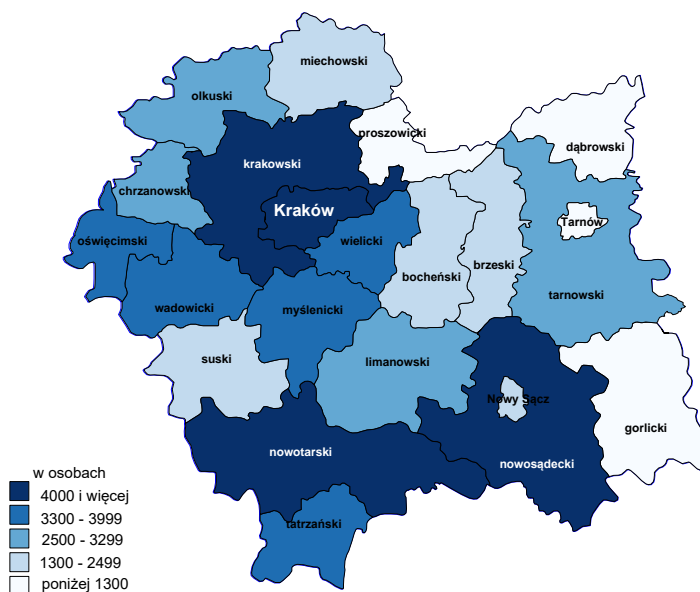 miechowski
olkuski
proszowicki
dąbrowski
krakowski
chrzanowski
Kraków
Tarnów
oświęcimski
wielicki
bocheński
brzeski
tarnowski
wadowicki
myślenicki
suski
limanowski
Nowy Sącz
gorlicki
nowotarski
nowosądecki
tatrzański
w osobach
4000 i więcej
3300 - 3999
2500 - 3299
1300 - 2499
poniżej 1300